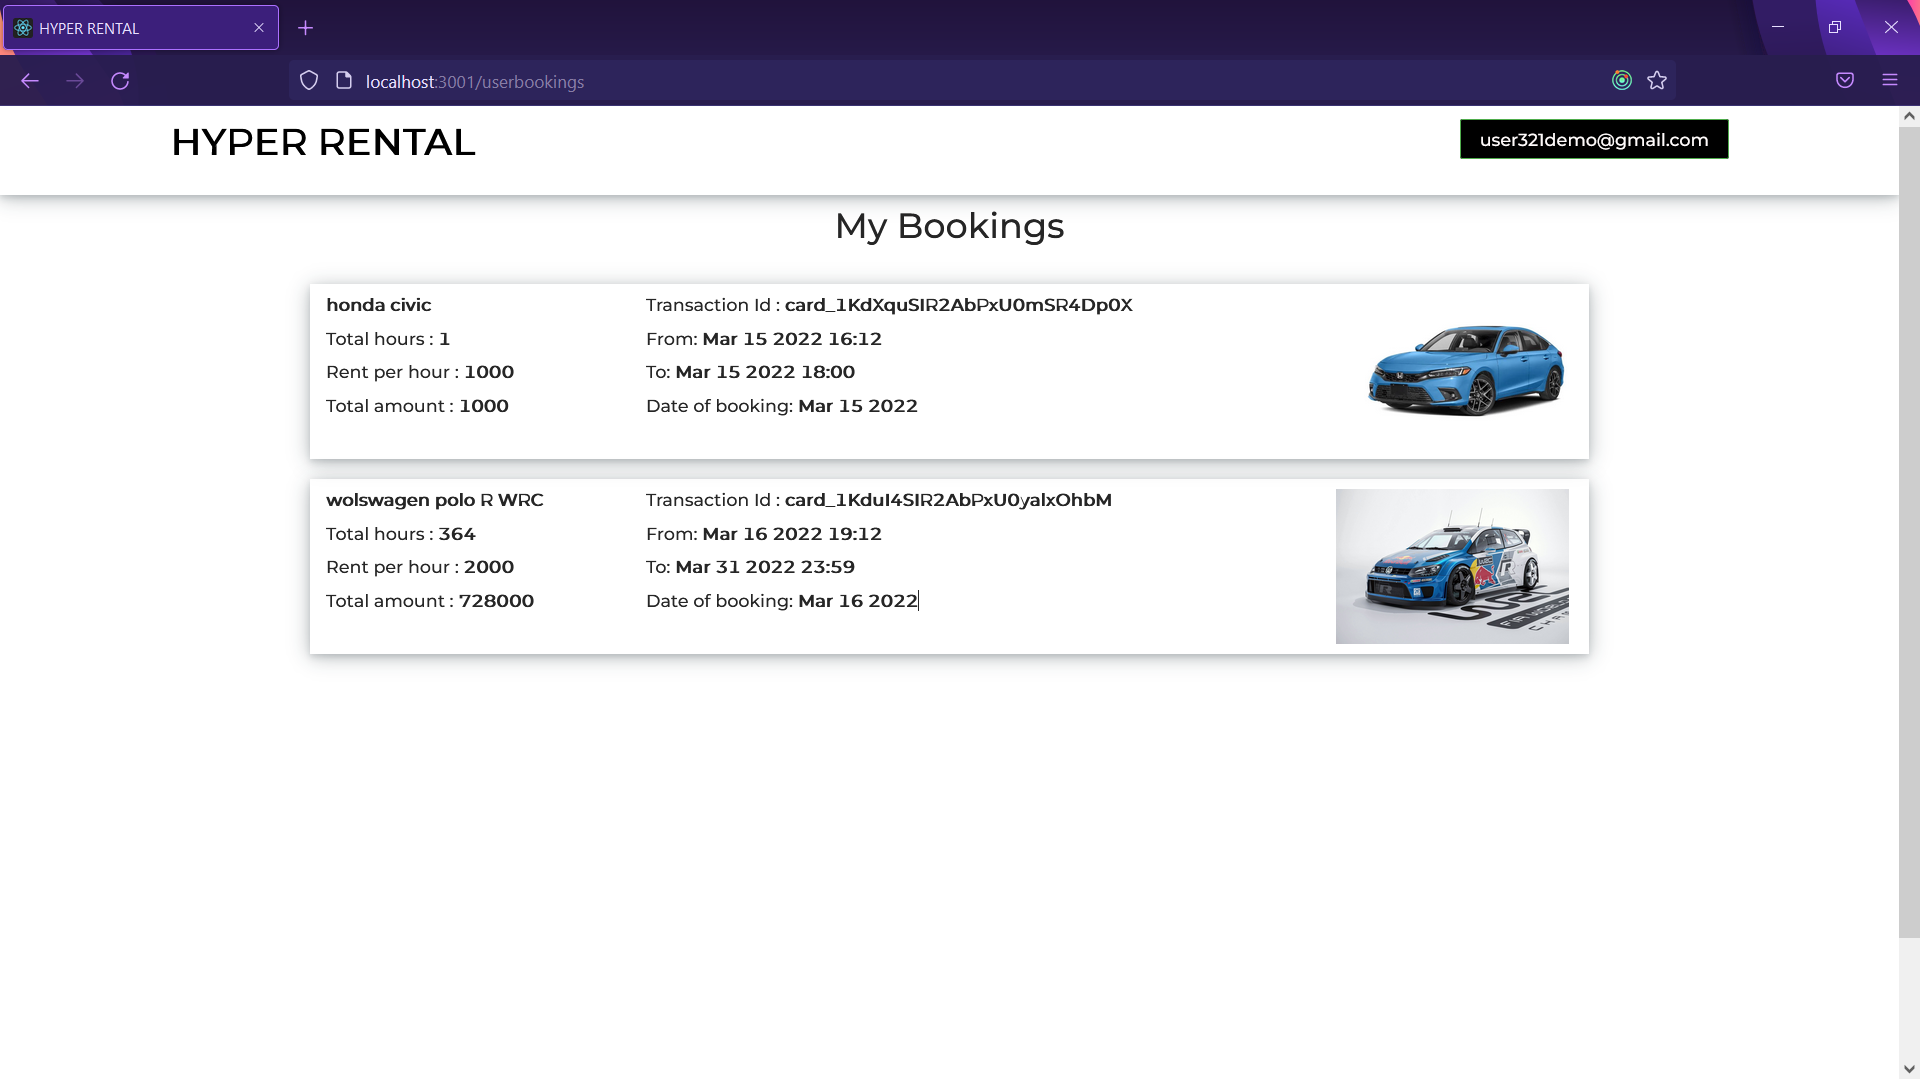 HYPER RENTAL
localhost:3001/userbookings
HYPER RENTAL
user321demo@gmail.com
My Bookings
honda civic
Total hours : 1
Rent per hour : 1000
Total amount : 1000
Transaction Id : card_1KdXquSIR2AbPxU0mSR4Dp0X
From: Mar 15 2022 16:12
To: Mar 15 2022 18:00
Date of booking: Mar 15 2022
wolswagen polo R WRC
Total hours : 364
Rent per hour : 2000
Total amount : 728000
Transaction Id : card_1KduI4SIR2AbPxU0yalxOhbM
From: Mar 16 2022 19:12
To: Mar 31 2022 23:59
Date of booking: Mar 16 2022